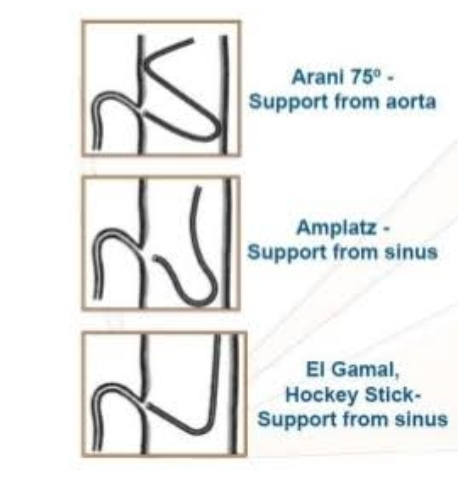 Arani 75º -
Support from aorta
Amplatz -
Support from sinus
El Gamal,
Hockey Stick-
Support from sinus